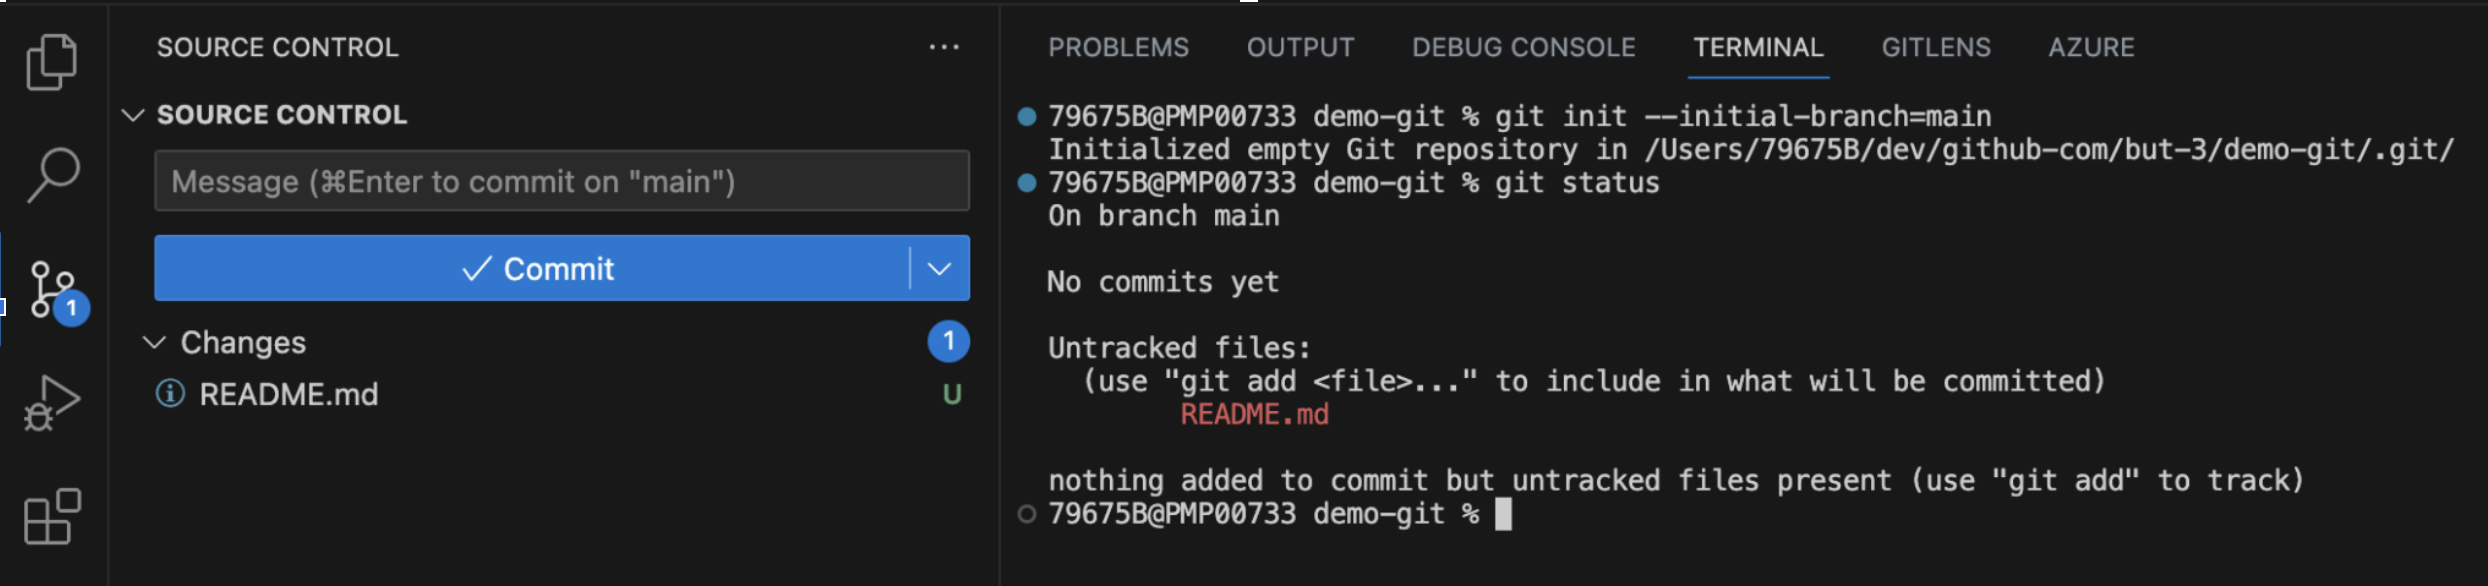 SOURCE CONTROL
SOURCE CONTROL
Message (⌘Enter to commit on "main")
Commit
Changes 1
README.md U
1
PROBLEMS OUTPUT DEBUG CONSOLE TERMINAL GITLENS AZURE
79675B@PMP00733 demo-git % git init --initial-branch=main
Initialized empty Git repository in /Users/79675B/dev/github-com/but-3/demo-git/.git/
79675B@PMP00733 demo-git % git status
On branch main
No commits yet
Untracked files:
(use "git add <file>..." to include in what will be committed)
README.md
nothing added to commit but untracked files present (use "git add" to track)
79675B@PMP00733 demo-git %